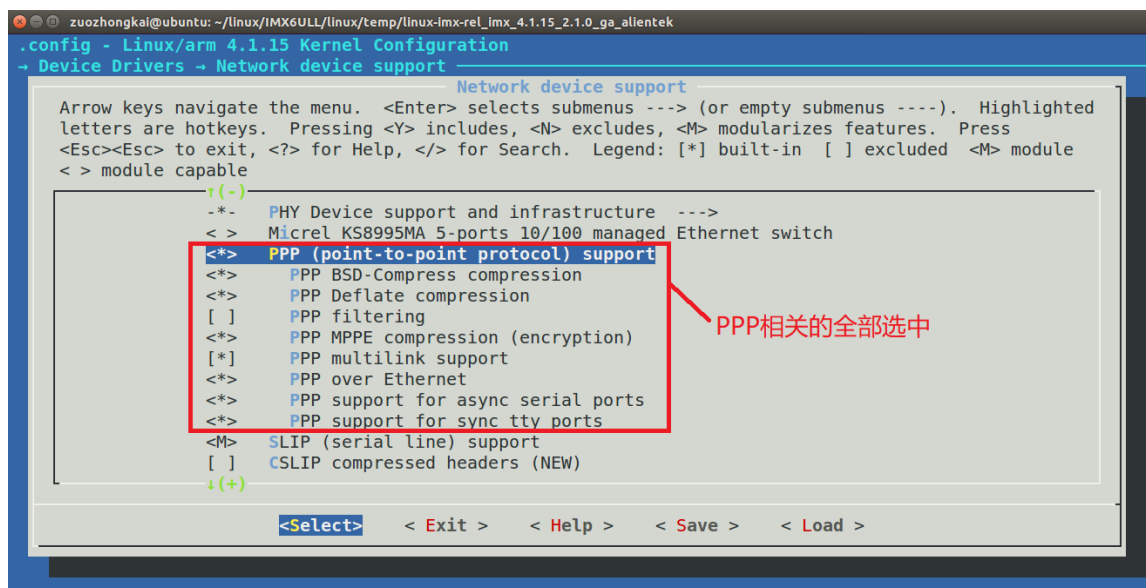 zuozhongkai@ubuntu: ~/linux/IMX6ULL/linux/temp/linux-imx-rel_imx_4.1.15_2.1.0_ga_alientek
.config - Linux/arm 4.1.15 Kernel Configuration
→ Device Drivers → Network device support
Network device support
Arrow keys navigate the menu.  <Enter> selects submenus ---> (or empty submenus ----).  Highlighted
letters are hotkeys.  Pressing <Y> includes, <N> excludes, <M> modularizes features.  Press
<Esc><Esc> to exit, <?> for Help, </> for Search.  Legend: [*] built-in  [ ] excluded  <M> module
< > module capable
↑(-)
-*-   PHY Device support and infrastructure  --->
< >   Micrel KS8995MA 5-ports 10/100 managed Ethernet switch
<*>   PPP (point-to-point protocol) support
<*>     PPP BSD-Compress compression
<*>     PPP Deflate compression
[ ]     PPP filtering
<*>     PPP MPPE compression (encryption)
[*]     PPP multilink support
<*>     PPP over Ethernet
<*>     PPP support for async serial ports
<*>     PPP support for sync tty ports
PPP相关的全部选中
<M>   SLIP (serial line) support
[ ]   CSLIP compressed headers (NEW)
↓(+)
<Select>    < Exit >    < Help >    < Save >    < Load >